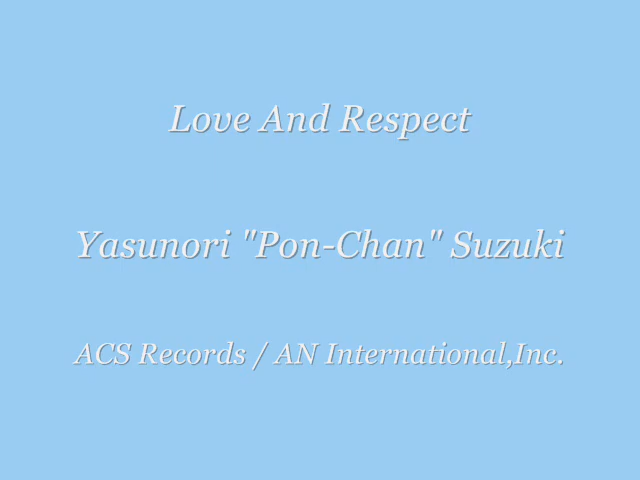 Love And Respect
Yasunori "Pon-Chan" Suzuki
ACS Records / AN International,Inc.